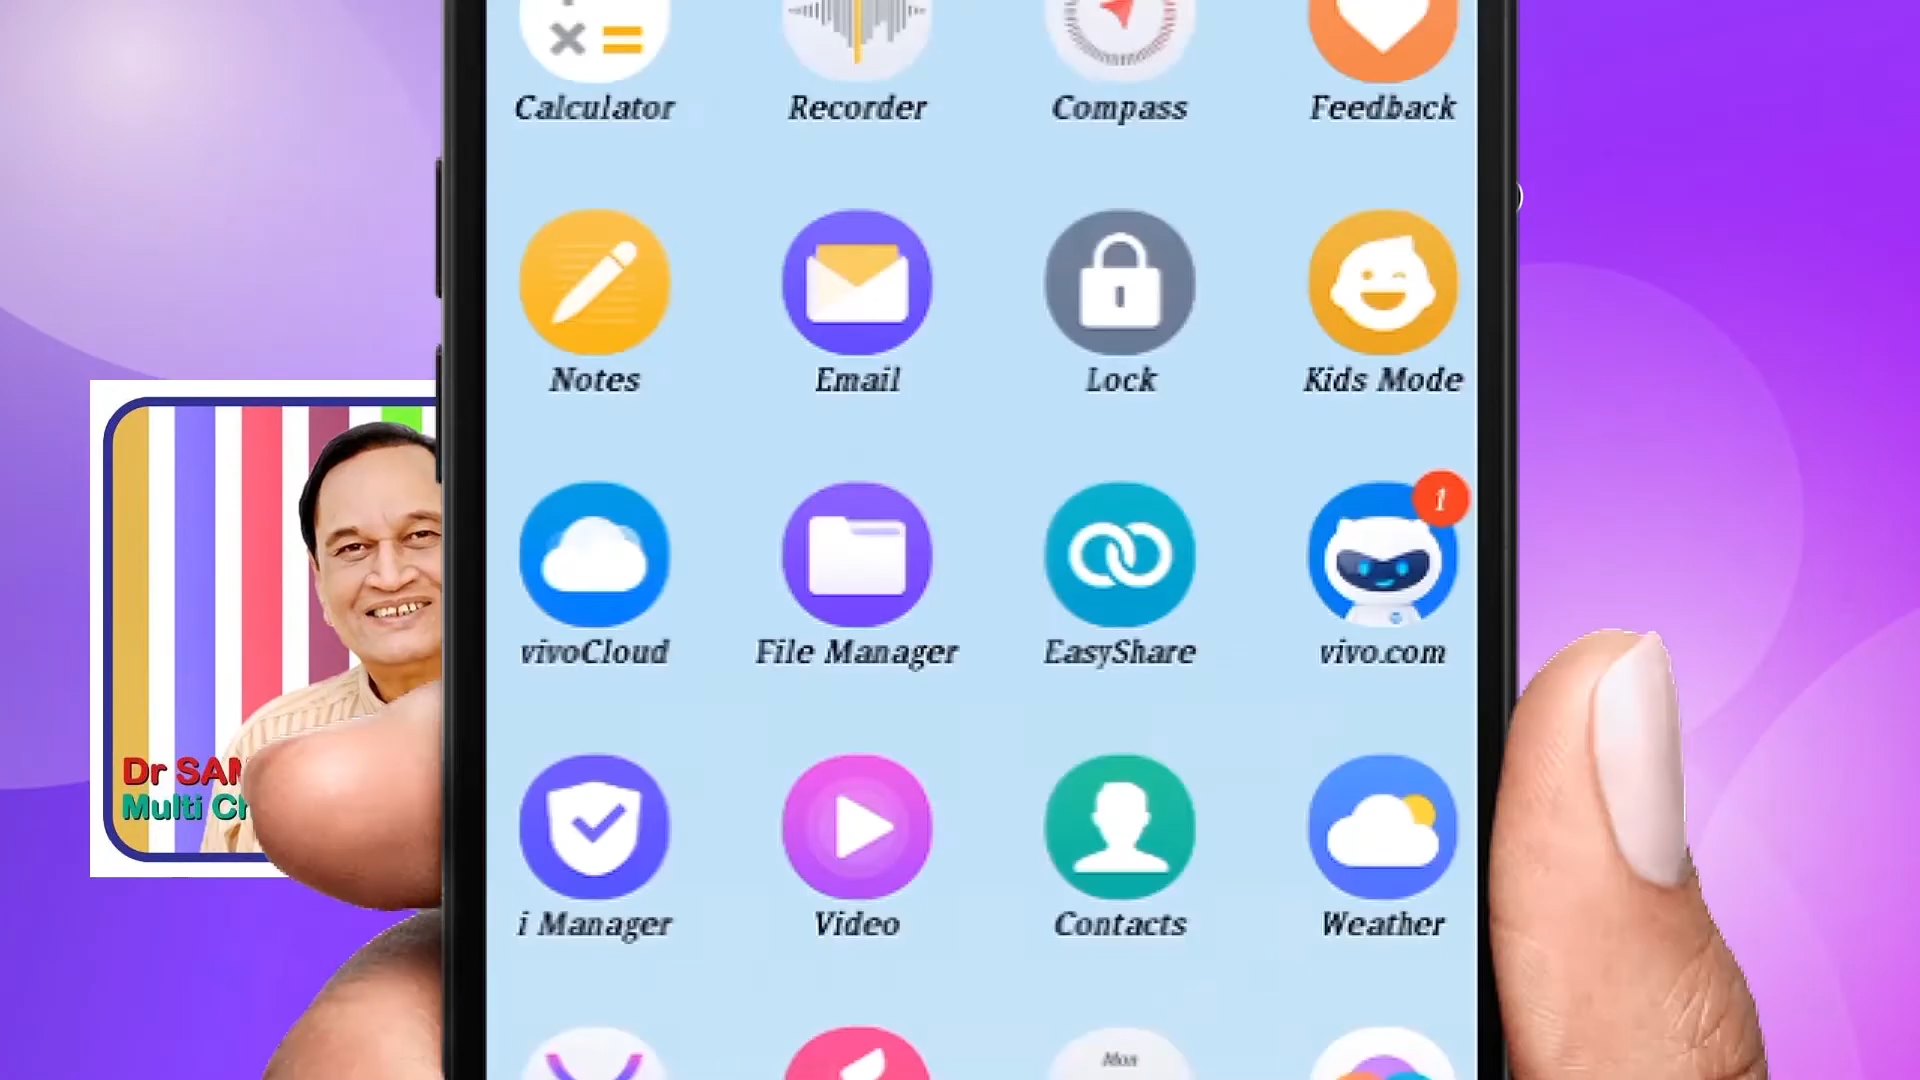 Calculator
Recorder
Compass
Feedback
Notes
Email
Lock
Kids Mode
1
vivoCloud
File Manager
EasyShare
vivo.com
Dr
Multi
i Manager
Video
Contacts
Weather
Mon